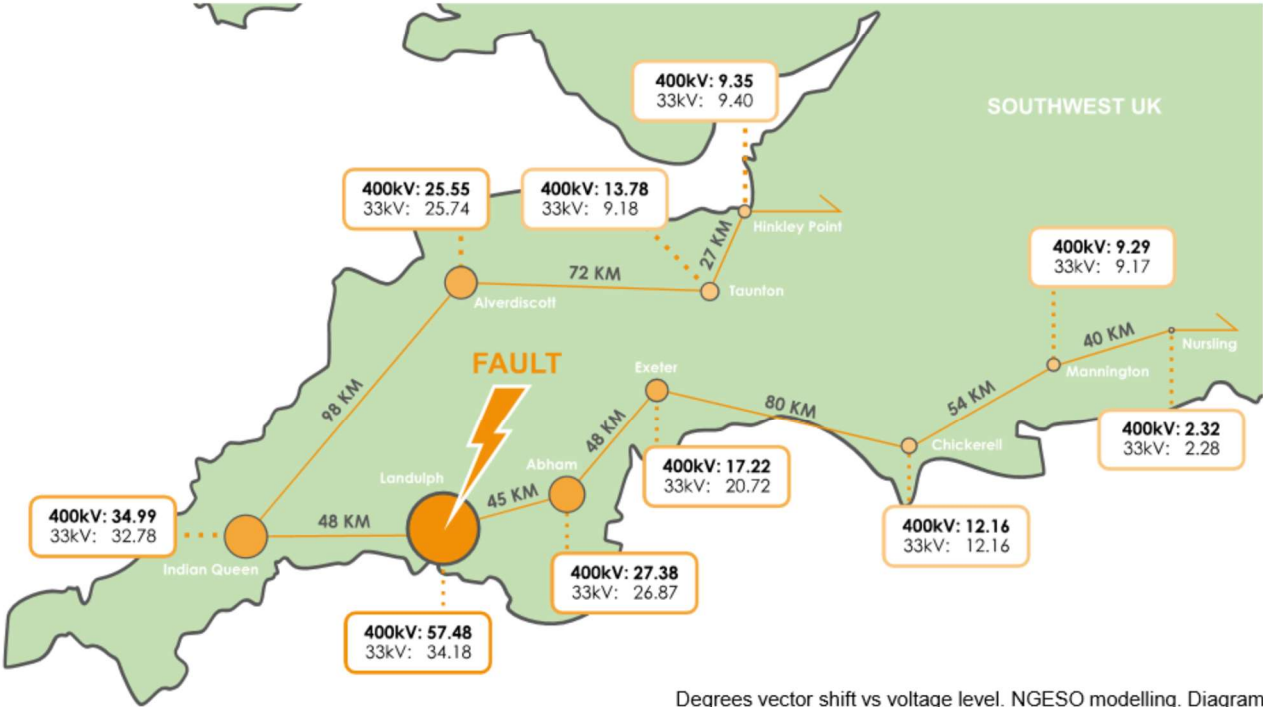 400kV: 9.35
33kV: 9.40
SOUTHWEST UK
400kV: 25.55
33kV: 25.74
400kV: 13.78
33kV: 9.18
Hinkley Point
27 KM
400kV: 9.29
33kV: 9.17
72 KM
Taunton
Alverdiscott
40 KM
Nursling
FAULT
Exeter
Mannington
98 KM
80 KM
54 KM
400kV: 2.32
33kV: 2.28
48 KM
Chickerell
Abham
Landulph
400kV: 17.22
33kV: 20.72
45 KM
400kV: 34.99
33kV: 32.78
48 KM
400kV: 12.16
33kV: 12.16
Indian Queen
400kV: 27.38
33kV: 26.87
400kV: 57.48
33kV: 34.18
Degrees vector shift vs voltage level. NGESO modelling. Diagram